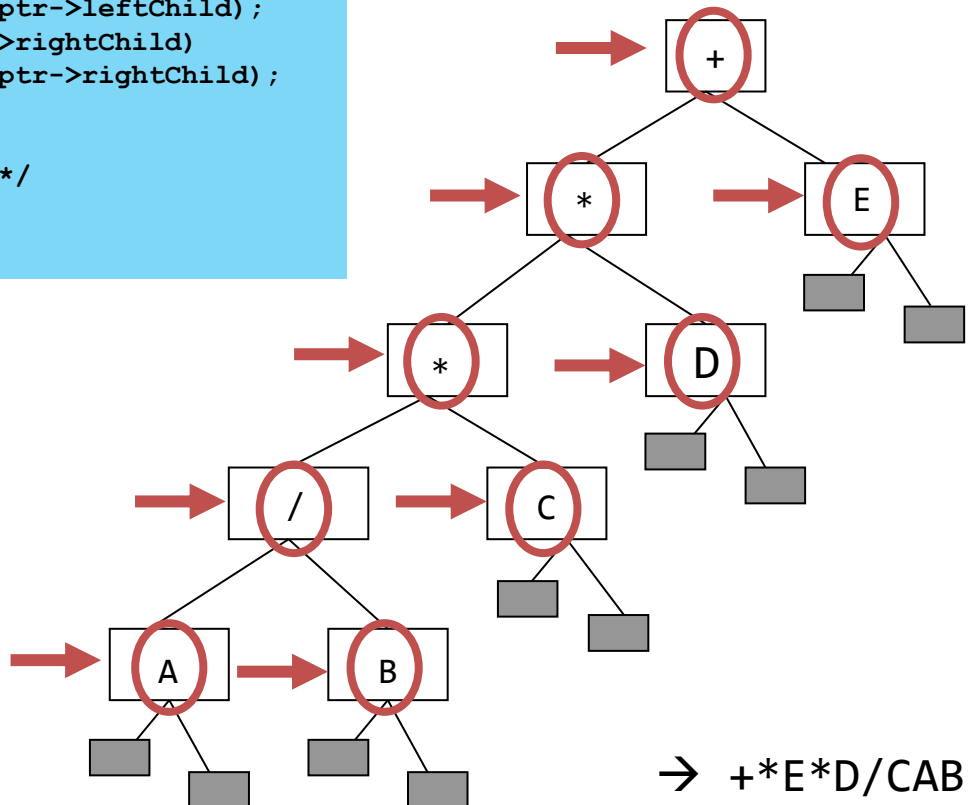 ptr->leftChild);
>rightChild)
ptr->rightChild);
*/
+
* E
* D
/ C
A B
→ +*E*D/CAB